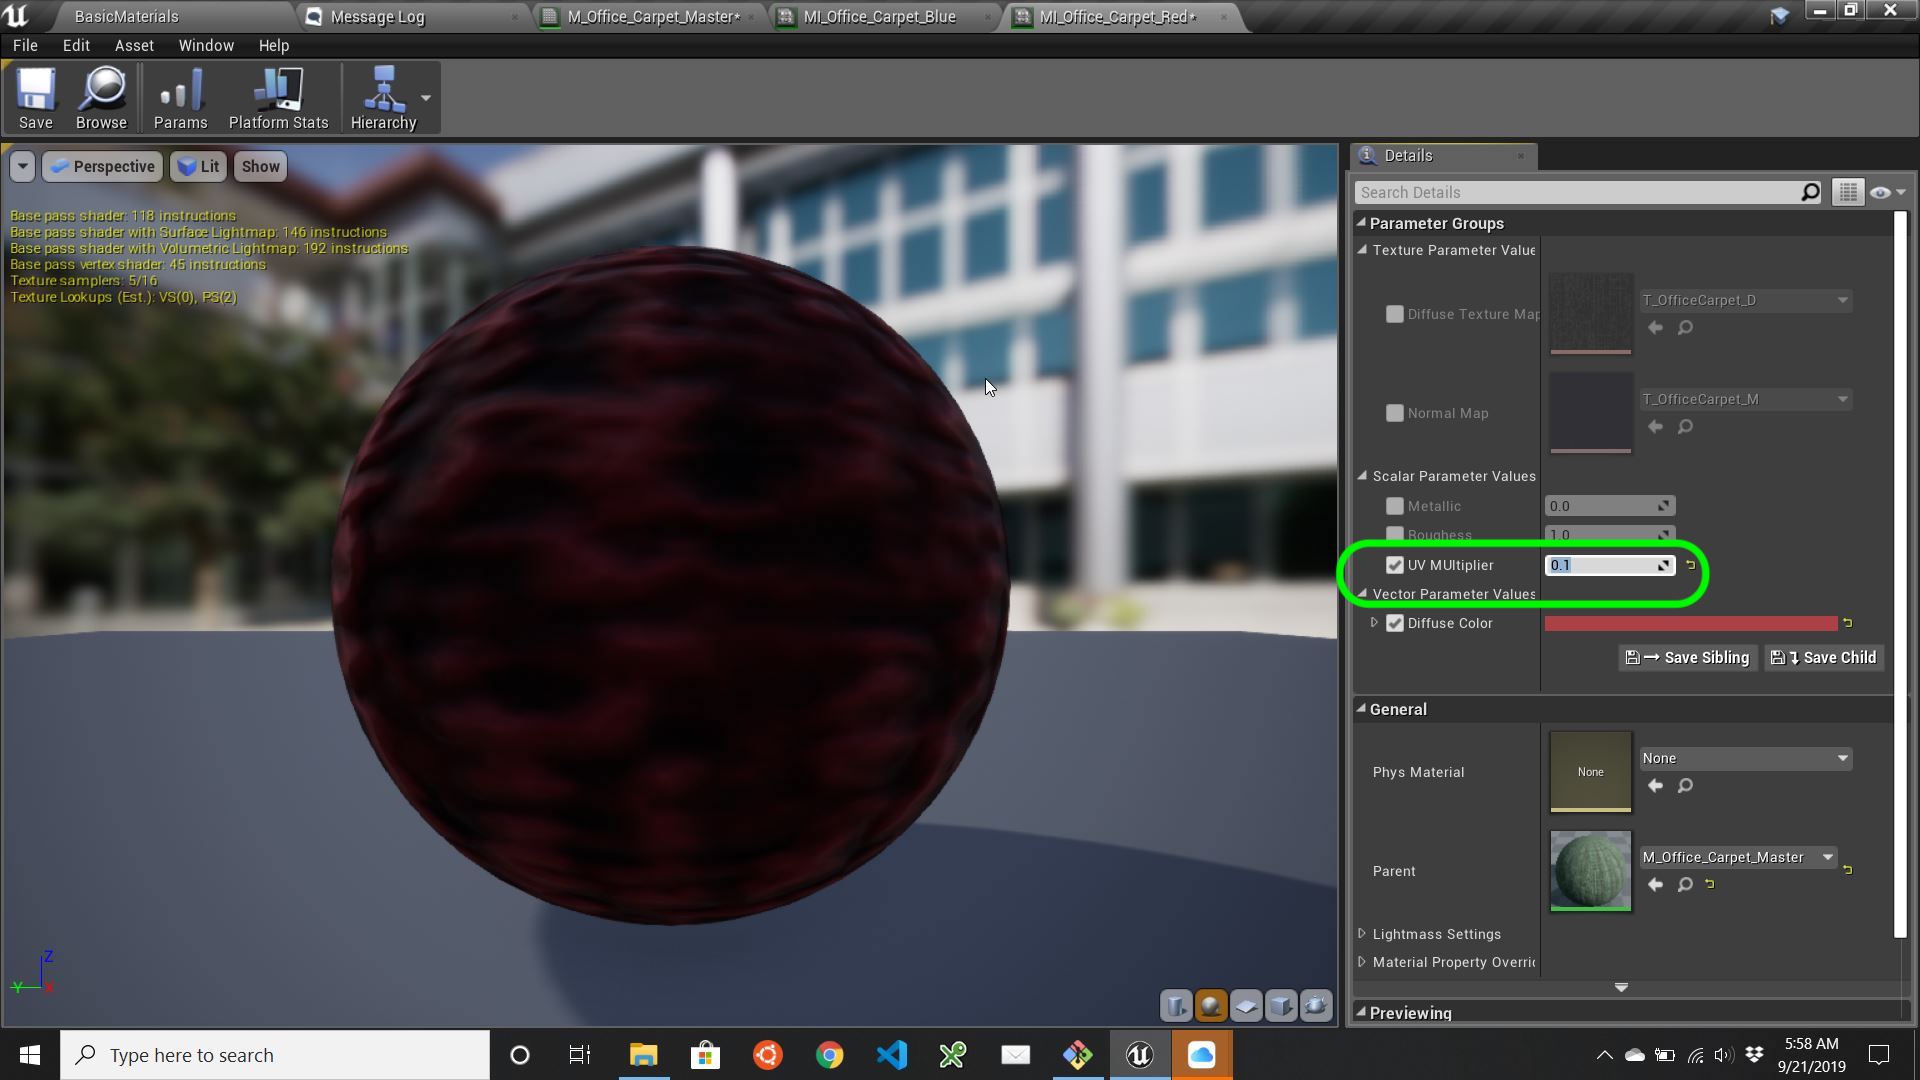 BasicMaterials
Message Log
M_Office_Carpet_Master*
MI_Office_Carpet_Blue
MI_Office_Carpet_Red*
File Edit Asset Window Help
Save Browse Params Platform Stats Hierarchy
Perspective Lit Show
Base pass shader: 118 instructions
Base pass shader with Surface Lightmap: 146 instructions
Base pass shader with Volumetric Lightmap: 192 instructions
Base pass vertex shader: 45 instructions
Texture samplers: 5/16
Texture Lookups (Est.): VS(0), PS(2)
Z
Y X
Details
Search Details
Parameter Groups
Texture Parameter Value
Diffuse Texture Map T_OfficeCarpet_D
Normal Map T_OfficeCarpet_M
Scalar Parameter Values
Metallic 0.0
Roughess 1.0
UV MUltiplier 0.1
Vector Parameter Values
Diffuse Color
Save Sibling Save Child
General
Phys Material None None
Parent M_Office_Carpet_Master
Lightmass Settings
Material Property Overri
Previewing
Type here to search
5:58 AM
9/21/2019